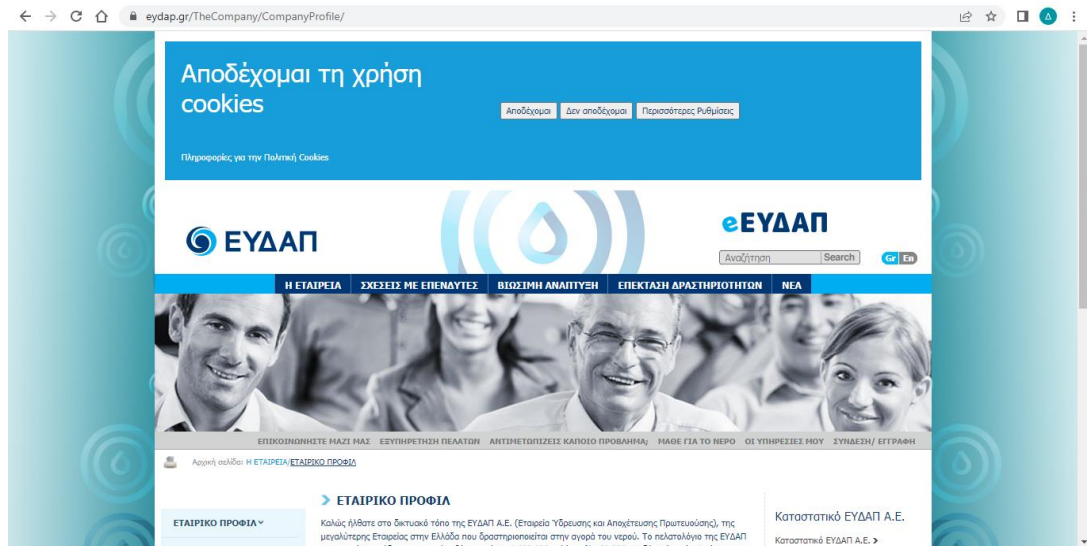 eydap.gr/TheCompany/CompanyProfile/
Δ
Αποδέχομαι τη χρήση
cookies
Αποδέχομαι Δεν αποδέχομαι Περισσότερες Ρυθμίσεις
Πληροφορίες για την Πολιτική Cookies
ΕΥΔΑΠ
eΕΥΔΑΠ
Αναζήτηση Search Gr En
Η ΕΤΑΙΡΕΙΑ ΣΧΕΣΕΙΣ ΜΕ ΕΠΕΝΔΥΤΕΣ ΒΙΩΣΙΜΗ ΑΝΑΠΤΥΞΗ ΕΠΕΚΤΑΣΗ ΔΡΑΣΤΗΡΙΟΤΗΤΩΝ ΝΕΑ
ΕΠΙΚΟΙΝΩΝΗΣΤΕ ΜΑΖΙ ΜΑΣ ΕΞΥΠΗΡΕΤΗΣΗ ΠΕΛΑΤΩΝ ΑΝΤΙΜΕΤΩΠΙΖΕΙΣ ΚΑΠΟΙΟ ΠΡΟΒΛΗΜΑ; ΜΑΘΕ ΓΙΑ ΤΟ ΝΕΡΟ ΟΙ ΥΠΗΡΕΣΙΕΣ ΜΟΥ ΣΥΝΔΕΣΗ/ ΕΓΓΡΑΦΗ
Αρχική σελίδα: Η ΕΤΑΙΡΕΙΑ/ΕΤΑΙΡΙΚΟ ΠΡΟΦΙΛ
ΕΤΑΙΡΙΚΟ ΠΡΟΦΙΛ
ΕΤΑΙΡΙΚΟ ΠΡΟΦΙΛ
Καλώς ήλθατε στο δικτυακό τόπο της ΕΥΔΑΠ Α.Ε. (Εταιρεία Ύδρευσης και Αποχέτευσης Πρωτευούσης), της
μεγαλύτερης Εταιρείας στην Ελλάδα που δραστηριοποιείται στην αγορά του νερού. Το πελατολόγιο της ΕΥΔΑΠ
Καταστατικό ΕΥΔΑΠ Α.Ε.
Καταστατικό ΕΥΔΑΠ Α.Ε.